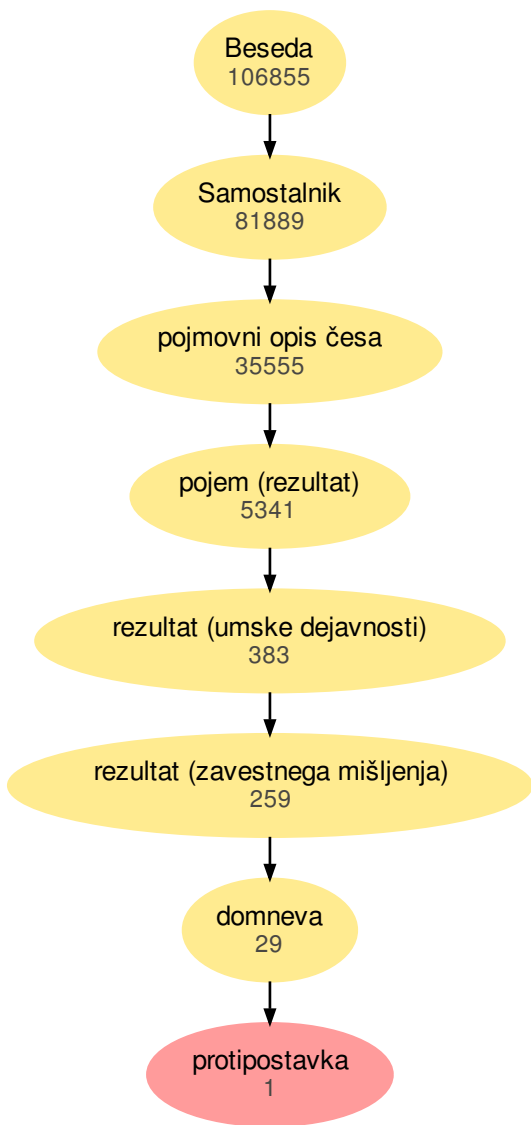 Beseda
106855
Samostalnik
81889
pojmovni opis česa
35555
pojem (rezultat)
5341
rezultat (umske dejavnosti)
383
rezultat (zavestnega mišljenja)
259
domneva
29
protipostavka
1